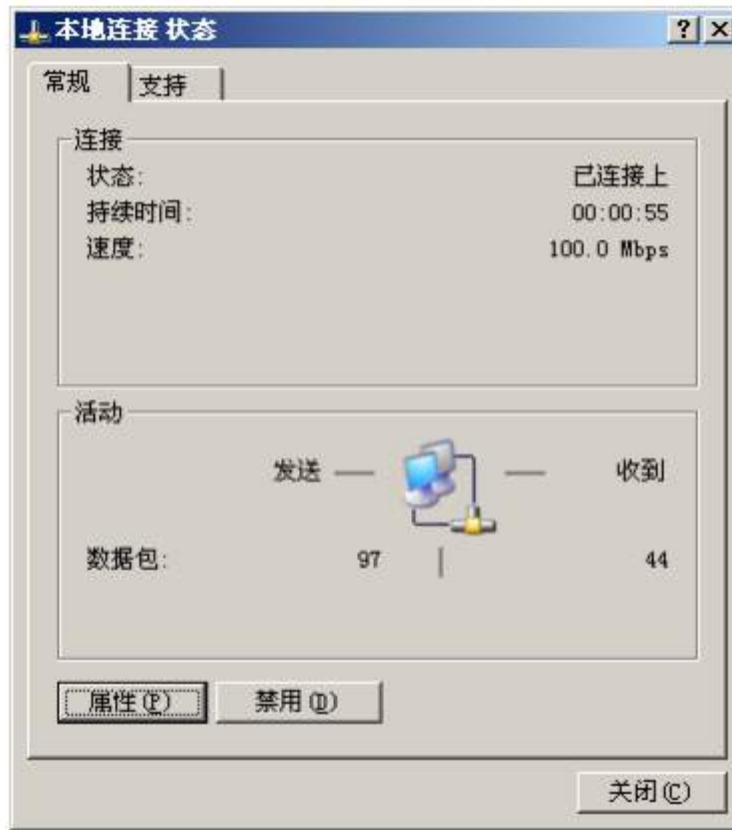 本地连接 状态
常规 支持
连接
状态: 已连接上
持续时间: 00:00:55
速度: 100.0 Mbps
活动
发送 — — 收到
数据包: 97 | 44
属性(P) 禁用(D)
关闭(C)